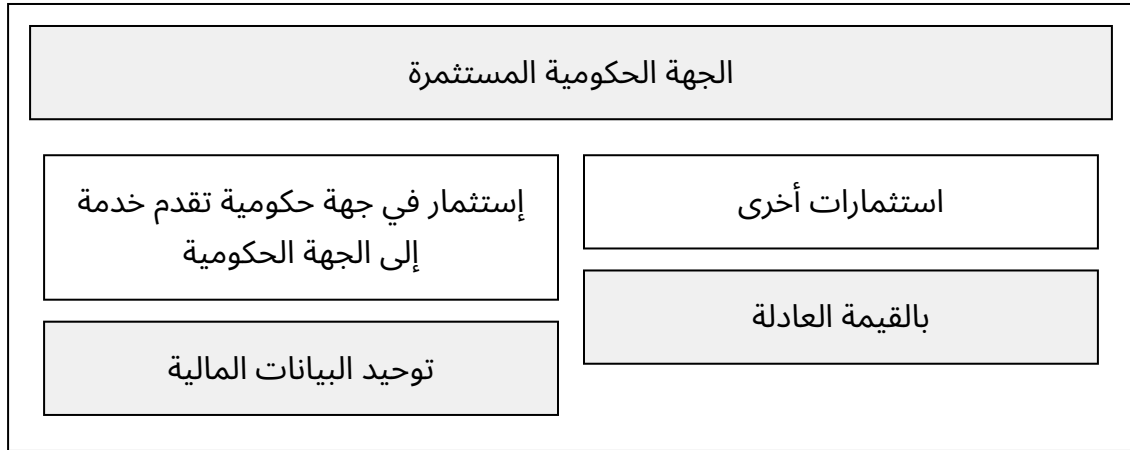 الجهة الحكومية المستثمرة
استثمارات أخرى
بالقيمة العادلة
إستثمار في جهة حكومية تقدم خدمة
إلى الجهة الحكومية
توحيد البيانات المالية